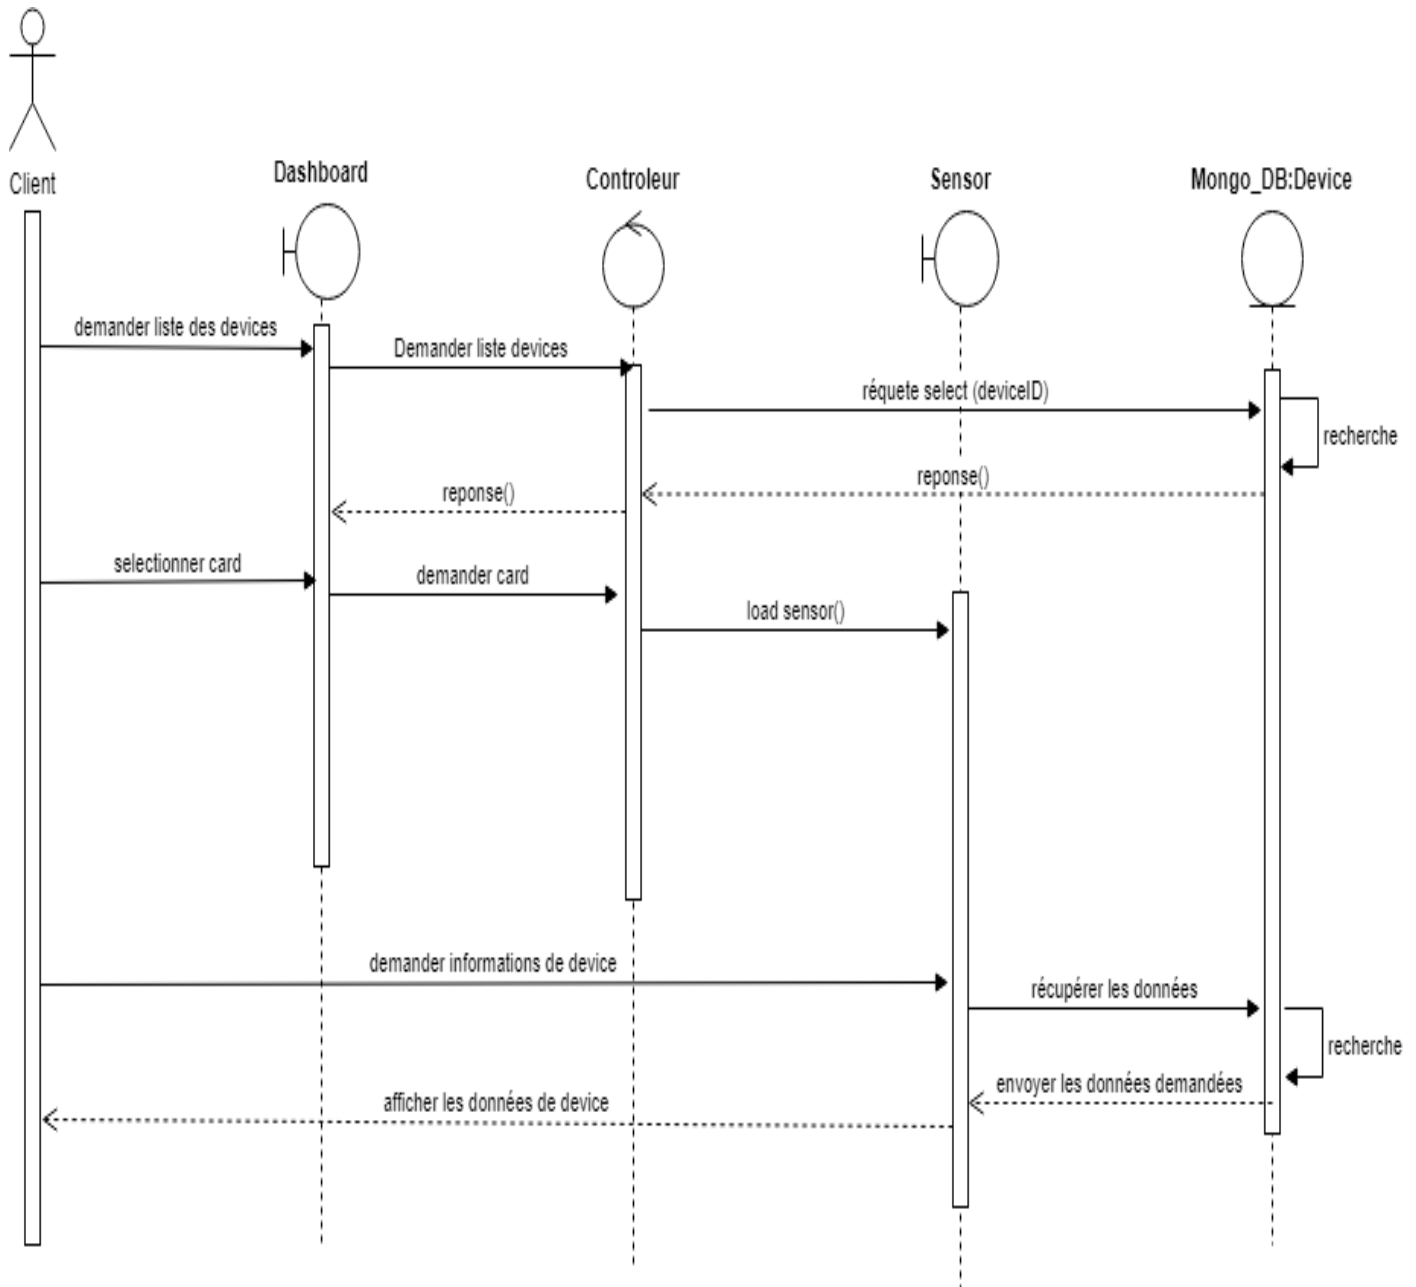 Client
Dashboard
Controleur
Sensor
Mongo_DB:Device
demander liste des devices
Demander liste devices
réquete select (deviceID)
recherche
reponse()
reponse()
selectionner card
demander card
load sensor()
demander informations de device
récupérer les données
recherche
envoyer les données demandées
afficher les données de device